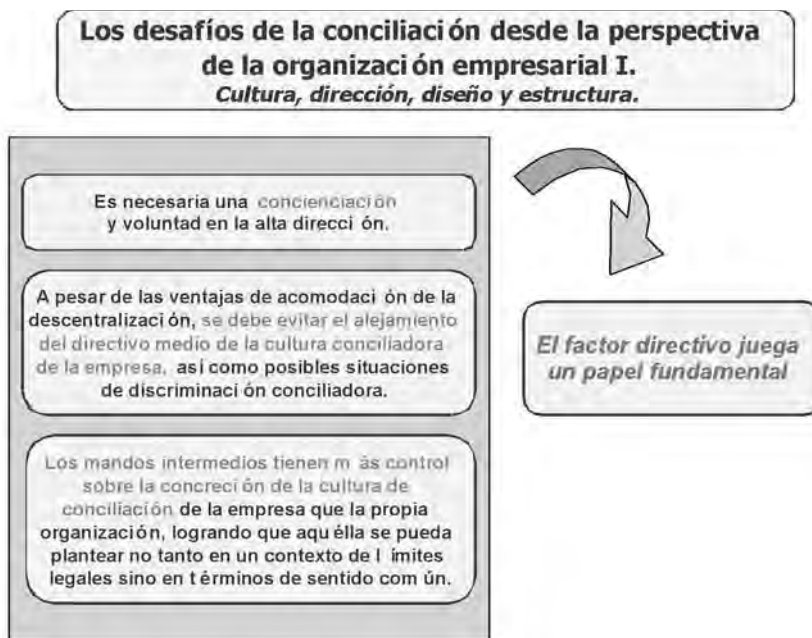 Los desafíos de la conciliación desde la perspectiva
de la organización empresarial I.
Cultura, dirección, diseño y estructura.
Es necesaria una concienciación
y voluntad en la alta dirección.
A pesar de las ventajas de acomodación de la
descentralización, se debe evitar el alejamiento
del directivo medio de la cultura conciliadora
de la empresa, así como posibles situaciones
de discriminación conciliadora.
Los mandos intermedios tienen más control
sobre la concreción de la cultura de
conciliación de la empresa que la propia
organización, logrando que aquélla se pueda
plantear no tanto en un contexto de límites
legales sino en términos de sentido común.
El factor directivo juega
un papel fundamental